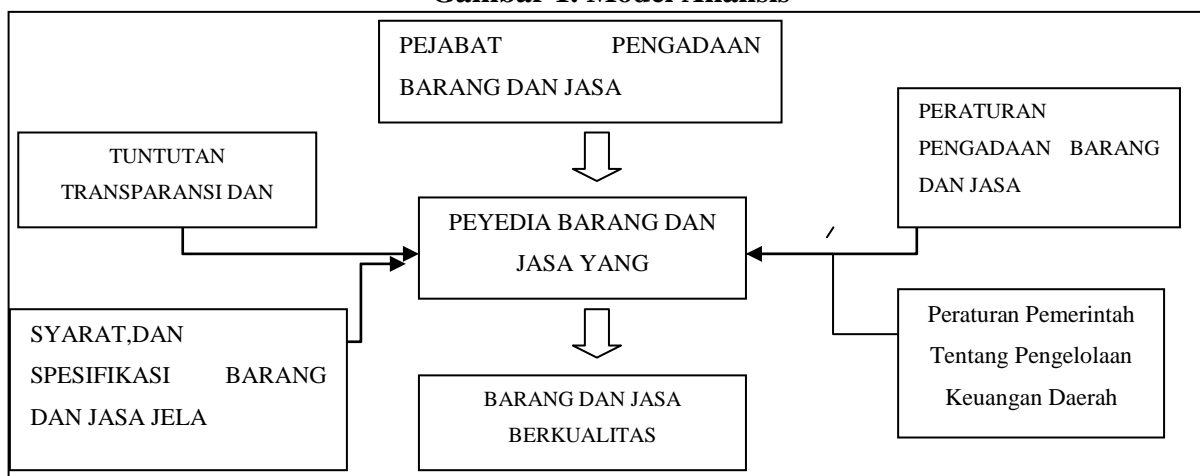 Gambar 1. Model Analisis
PEJABAT PENGADAAN
BARANG DAN JASA
TUNTUTAN
TRANSPARANSI DAN
PERATURAN
PENGADAAN BARANG
DAN JASA
PEYEDIA BARANG DAN
JASA YANG
SYARAT,DAN
SPESIFIKASI BARANG
DAN JASA JELA
Peraturan Pemerintah
Tentang Pengelolaan
Keuangan Daerah
BARANG DAN JASA
BERKUALITAS